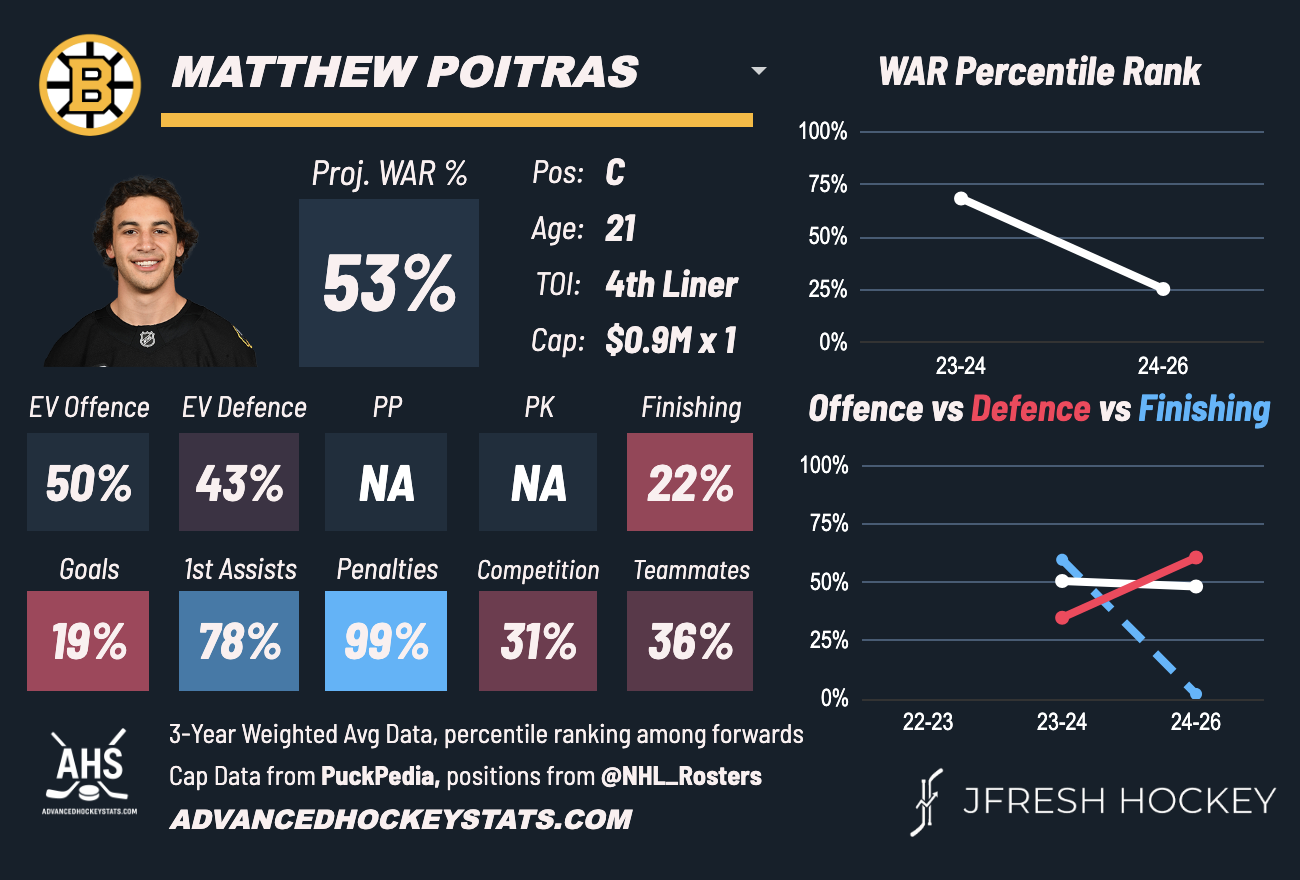 B
MATTHEW POITRAS
Proj. WAR %
53%
Pos: C
Age: 21
TOI: 4th Liner
Cap: $0.9M x 1
EV Offence EV Defence PP PK Finishing
50% 43% NA NA 22%
Goals 1st Assists Penalties Competition Teammates
19% 78% 99% 31% 36%
WAR Percentile Rank
100%
75%
50%
25%
0%
23-24 24-26
Offence vs Defence vs Finishing
100%
75%
50%
25%
0%
22-23 23-24 24-26
AHS
ADVANCEDHOCKEYSTATS.COM
3-Year Weighted Avg Data, percentile ranking among forwards
Cap Data from PuckPedia, positions from @NHL_Rosters
ADVANCEDHOCKEYSTATS.COM
JFRESH HOCKEY